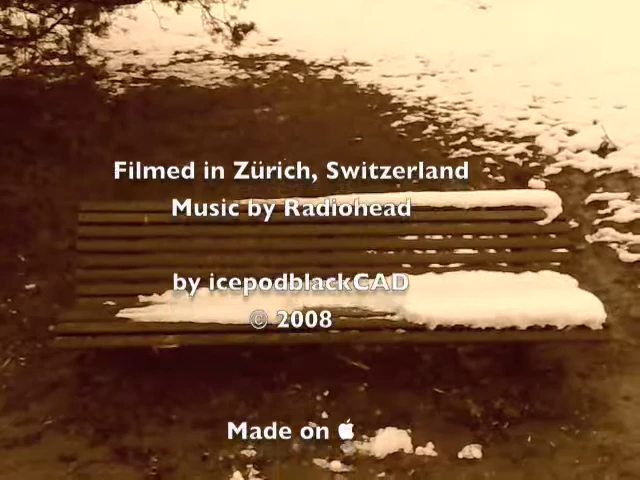 Filmed in Zürich, Switzerland
Music by Radiohead
by icepodblackCAD
© 2008
Made on